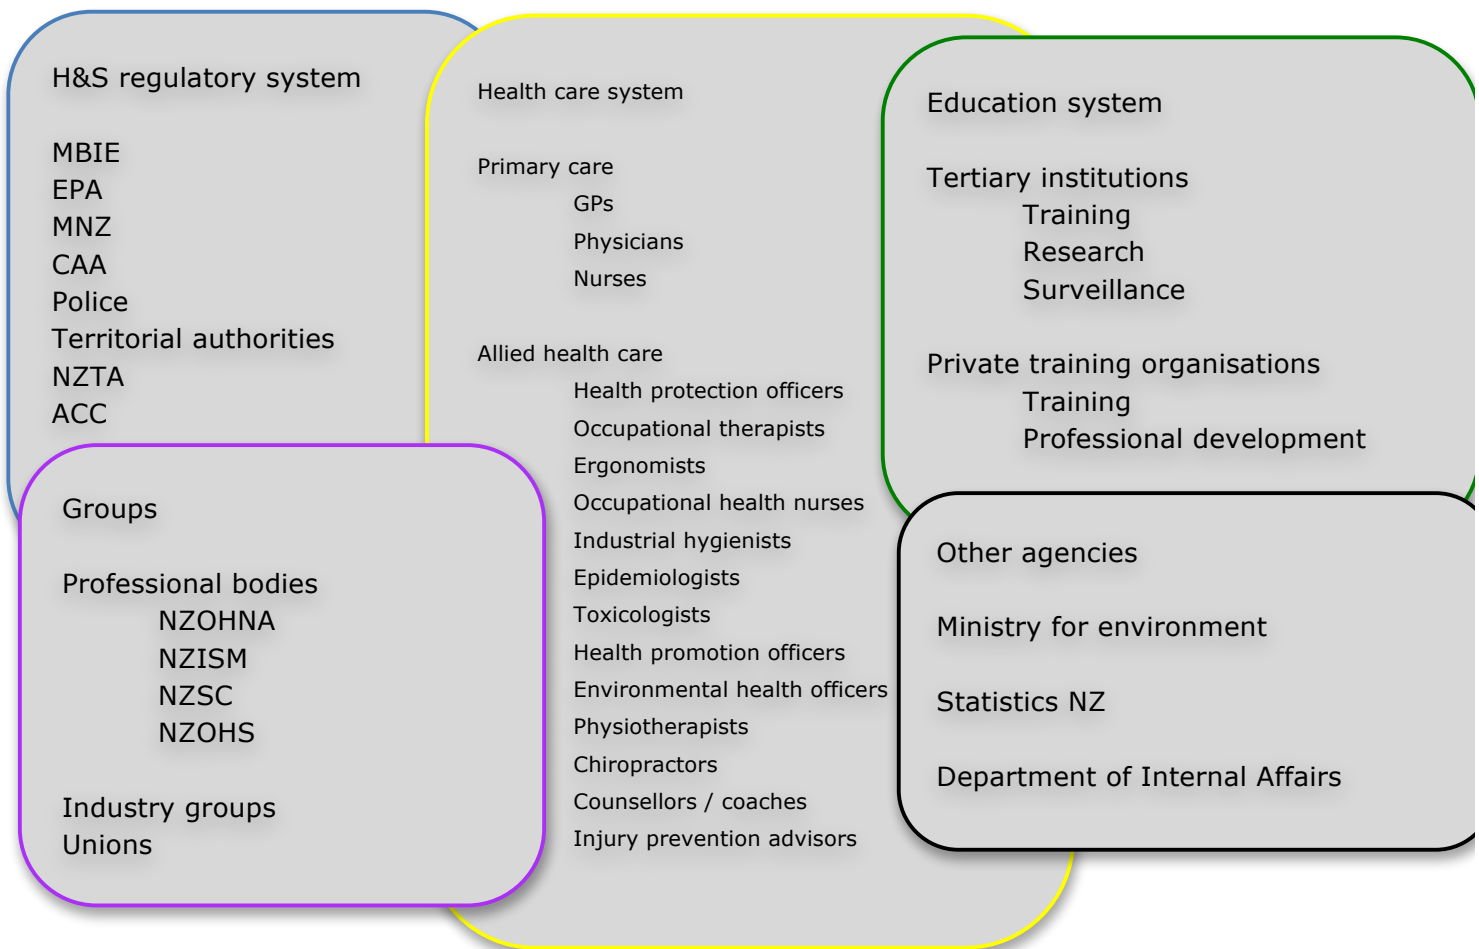 H&S regulatory system
MBIE
EPA
MNZ
CAA
Police
Territorial authorities
NZTA
ACC
Groups
Professional bodies
NZOHNA
NZISM
NZSC
NZOHS
Industry groups
Unions
Health care system
Primary care
GPs
Physicians
Nurses
Allied health care
Health protection officers
Occupational therapists
Ergonomists
Occupational health nurses
Industrial hygienists
Epidemiologists
Toxicologists
Health promotion officers
Environmental health officers
Physiotherapists
Chiropractors
Counsellors / coaches
Injury prevention advisors
Education system
Tertiary institutions
Training
Research
Surveillance
Private training organisations
Training
Professional development
Other agencies
Ministry for environment
Statistics NZ
Department of Internal Affairs